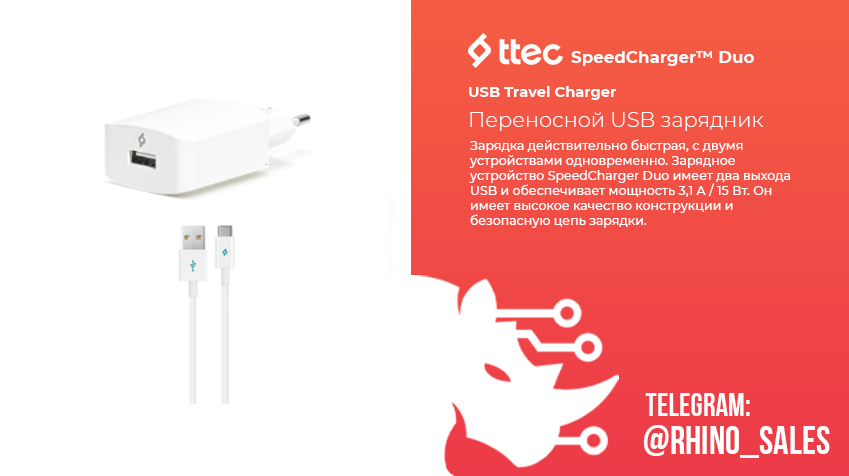 ttec SpeedCharger™ Duo
USB Travel Charger
Переносной USB зарядник
Зарядка действительно быстрая, с двумя
устройствами одновременно. Зарядное
устройство SpeedCharger Duo имеет два выхода
USB и обеспечивает мощность 3,1 А / 15 Вт. Он
имеет высокое качество конструкции и
безопасную цепь зарядки.
TELEGRAM:
@RHINO_SALES